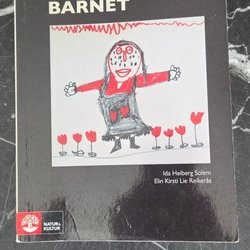 BARNET
Ida Heiberg Solem
Elin Kirsti Lie Reikerås
NATUR &
KULTUR